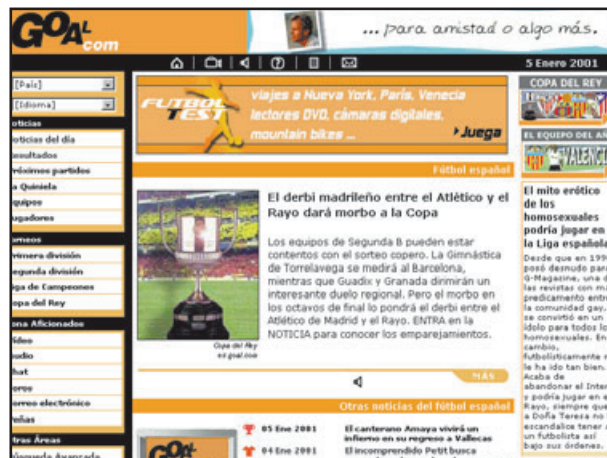 GOAL
.com
... para amistad o algo más.
5 Enero 2001
[País]
[Idioma]
oticias
oticias del día
esultados
róximos partidos
a Quiniela
quipos
ugadores
orneos
rimera división
egunda división
iga de Campeones
opa del Rey
ona Aficionados
ídeo
udio
hat
oros
orreo electrónico
eñas
tras Áreas
úsqueda Avanzada
FUTBOL
TEST
viajes a Nueva York, París, Venecia
lectores DVD, cámaras digitales,
mountain bikes ...
Juega
Fútbol español
El derbi madrileño entre el Atlético y el
Rayo dará morbo a la Copa
Los equipos de Segunda B pueden estar
contentos con el sorteo copero. La Gimnástica
de Torrelavega se medirá al Barcelona,
mientras que Guadix y Granada dirimirán un
interesante duelo regional. Pero el morbo en
los octavos de final lo pondrá el derbi entre el
Atlético de Madrid y el Rayo. ENTRA en la
NOTICIA para conocer los emparejamientos.
Copa del Rey
MÁS
Otras noticias del fútbol español
05 Ene 2001
El canterano Amaya vivirá un
infierno en su regreso a Vallecas
04 Ene 2001
El incomprendido Petit busca
GOAL
COPA DEL REY
EL EQUIPO DEL AÑ
VALENCI
El mito erótico
de los
homosexuales
podría jugar en
la Liga española
Desde que en 199
posó desnudo para
G-Magazine, una d
las revistas con má
predicamento entre
la comunidad gay,
se convirtió en un
ídolo para todos lo
homosexuales. En
cambio,
futbolísticamente n
le ha ido tan bien.
Acaba de
abandonar el Inter
y podría jugar en e
Rayo, siempre que
a Doña Teresa no
escandalice tener a
un futbolista así
bajo sus órdenes.